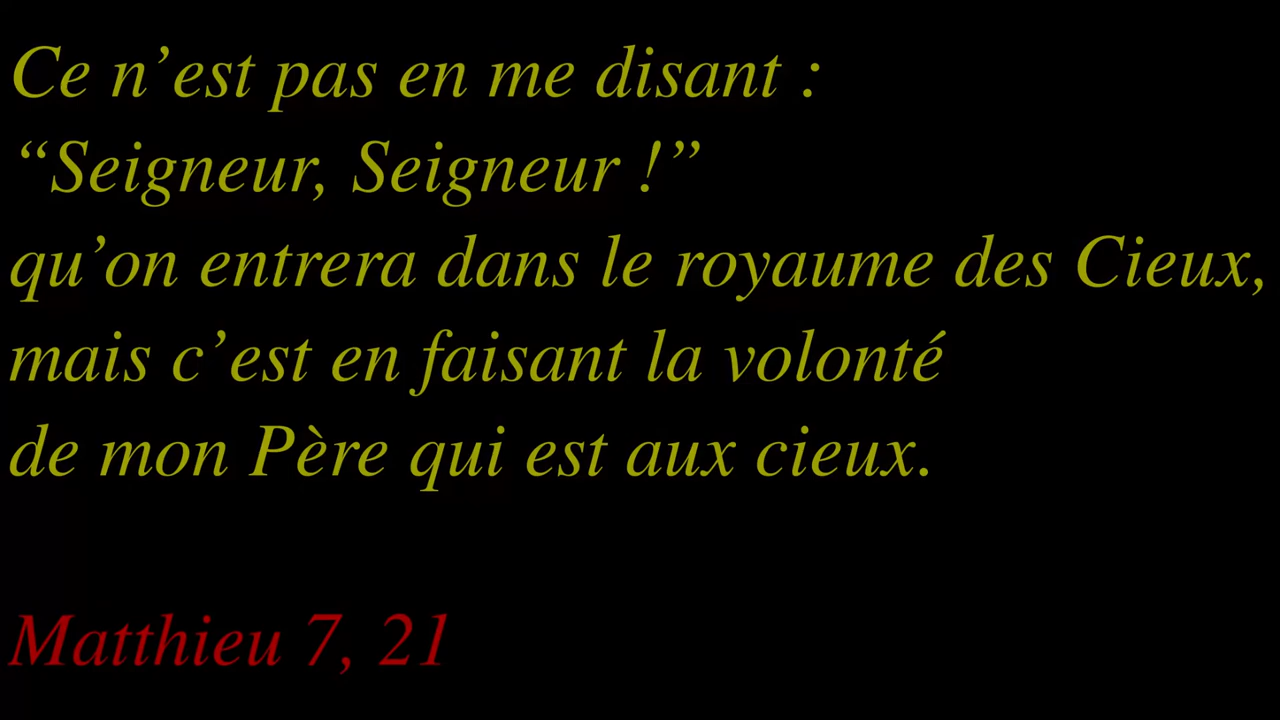 Ce n’est pas en me disant :
“Seigneur, Seigneur !”
qu’on entrera dans le royaume des Cieux,
mais c’est en faisant la volonté
de mon Père qui est aux cieux.
Matthieu 7, 21